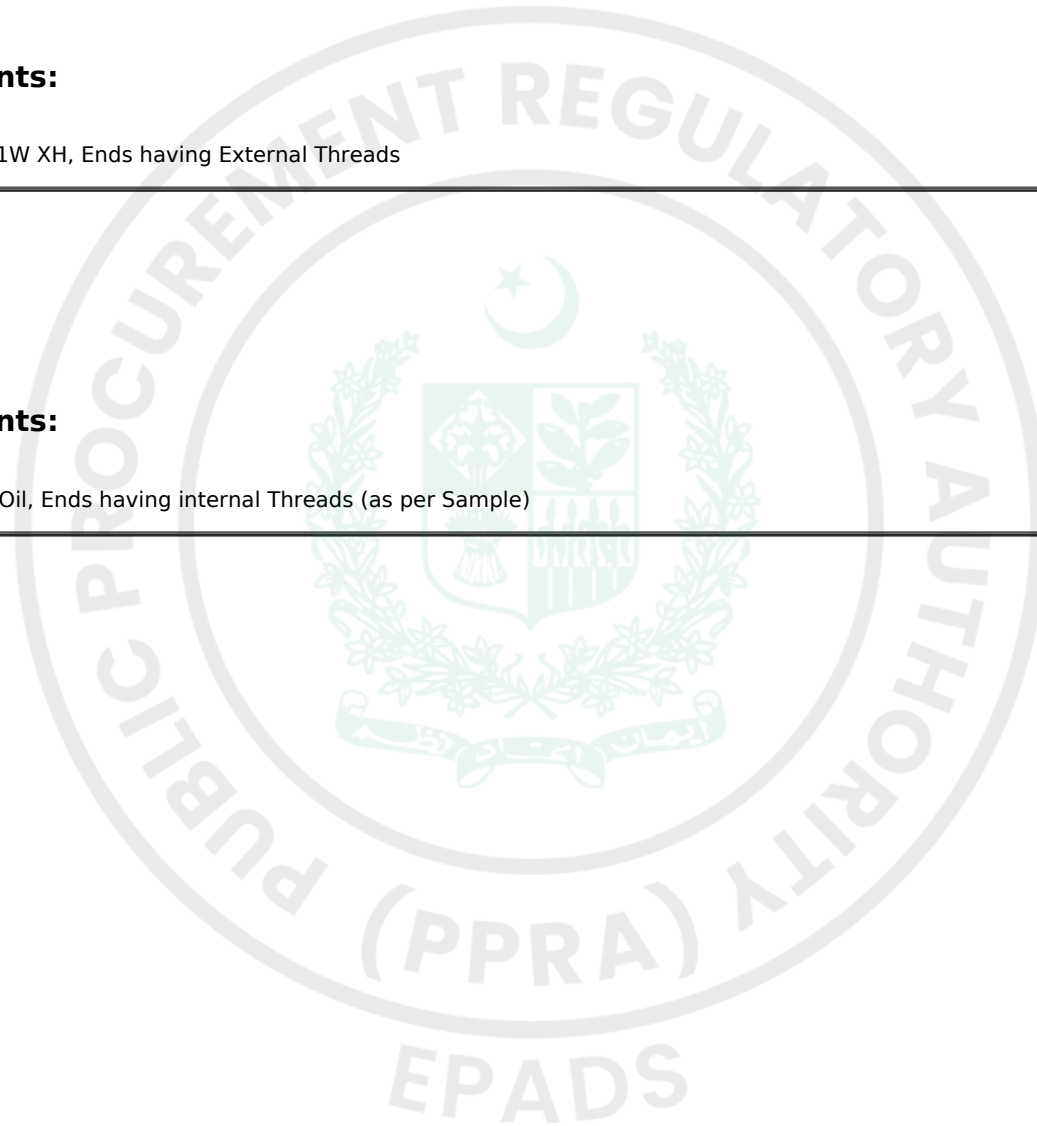 nts:
1W XH, Ends having External Threads
nts:
Oil, Ends having internal Threads (as per Sample)
PUBLIC PROCUREMENT REGULATORY AUTHORITY
(PPRA)
EPADS